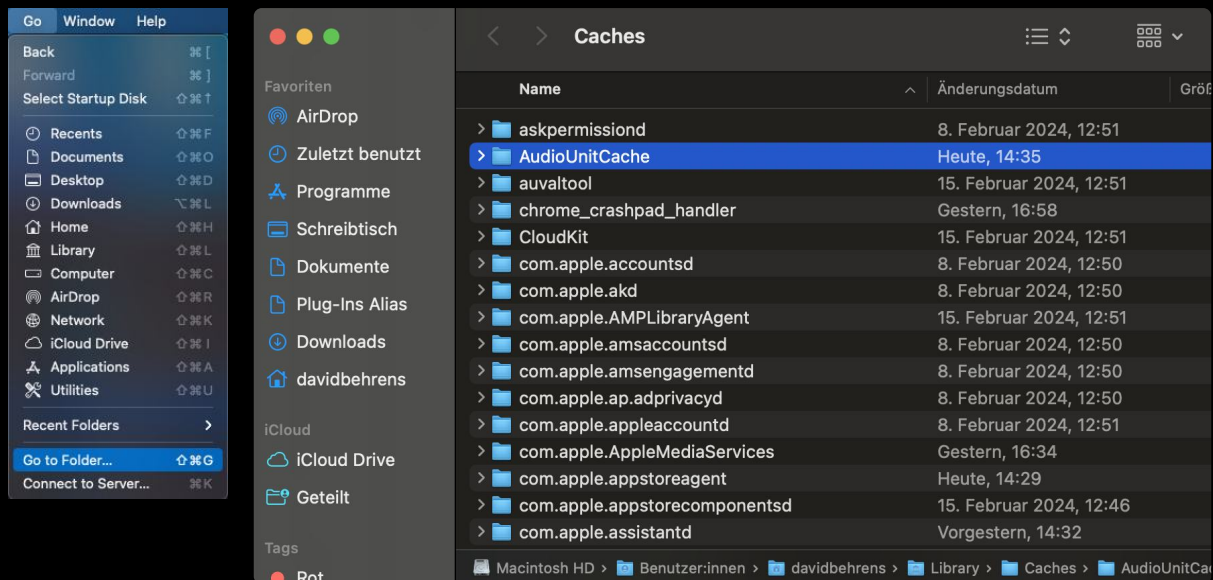 Go Window Help
Back ⌘ [
Forward ⌘ ]
Select Startup Disk ⇧⌘↑
Recents ⇧⌘F
Documents ⇧⌘O
Desktop ⇧⌘D
Downloads ⌥⌘L
Home ⇧⌘H
Library ⇧⌘L
Computer ⇧⌘C
AirDrop ⇧⌘R
Network ⇧⌘K
iCloud Drive ⇧⌘I
Applications ⇧⌘A
Utilities ⇧⌘U
Recent Folders
Go to Folder... ⇧⌘G
Connect to Server... ⌘K
Favoriten
AirDrop
Zuletzt benutzt
Programme
Schreibtisch
Dokumente
Plug-Ins Alias
Downloads
davidbehrens
iCloud
iCloud Drive
Geteilt
Tags
Rot
Caches
Name Änderungsdatum Größ
askpermissiond 8. Februar 2024, 12:51
AudioUnitCache Heute, 14:35
auvaltool 15. Februar 2024, 12:51
chrome_crashpad_handler Gestern, 16:58
CloudKit 15. Februar 2024, 12:51
com.apple.accountsd 8. Februar 2024, 12:50
com.apple.akd 8. Februar 2024, 12:50
com.apple.AMPLibraryAgent 15. Februar 2024, 12:51
com.apple.amsaccountsd 8. Februar 2024, 12:50
com.apple.amsengagementd 8. Februar 2024, 12:50
com.apple.ap.adprivacyd 8. Februar 2024, 12:50
com.apple.appleaccountd 8. Februar 2024, 12:51
com.apple.AppleMediaServices Gestern, 16:34
com.apple.appstoreagent Heute, 14:29
com.apple.appstorecomponentsd 15. Februar 2024, 12:46
com.apple.assistantd Vorgestern, 14:32
Macintosh HD › Benutzer:innen › davidbehrens › Library › Caches › AudioUnitCac